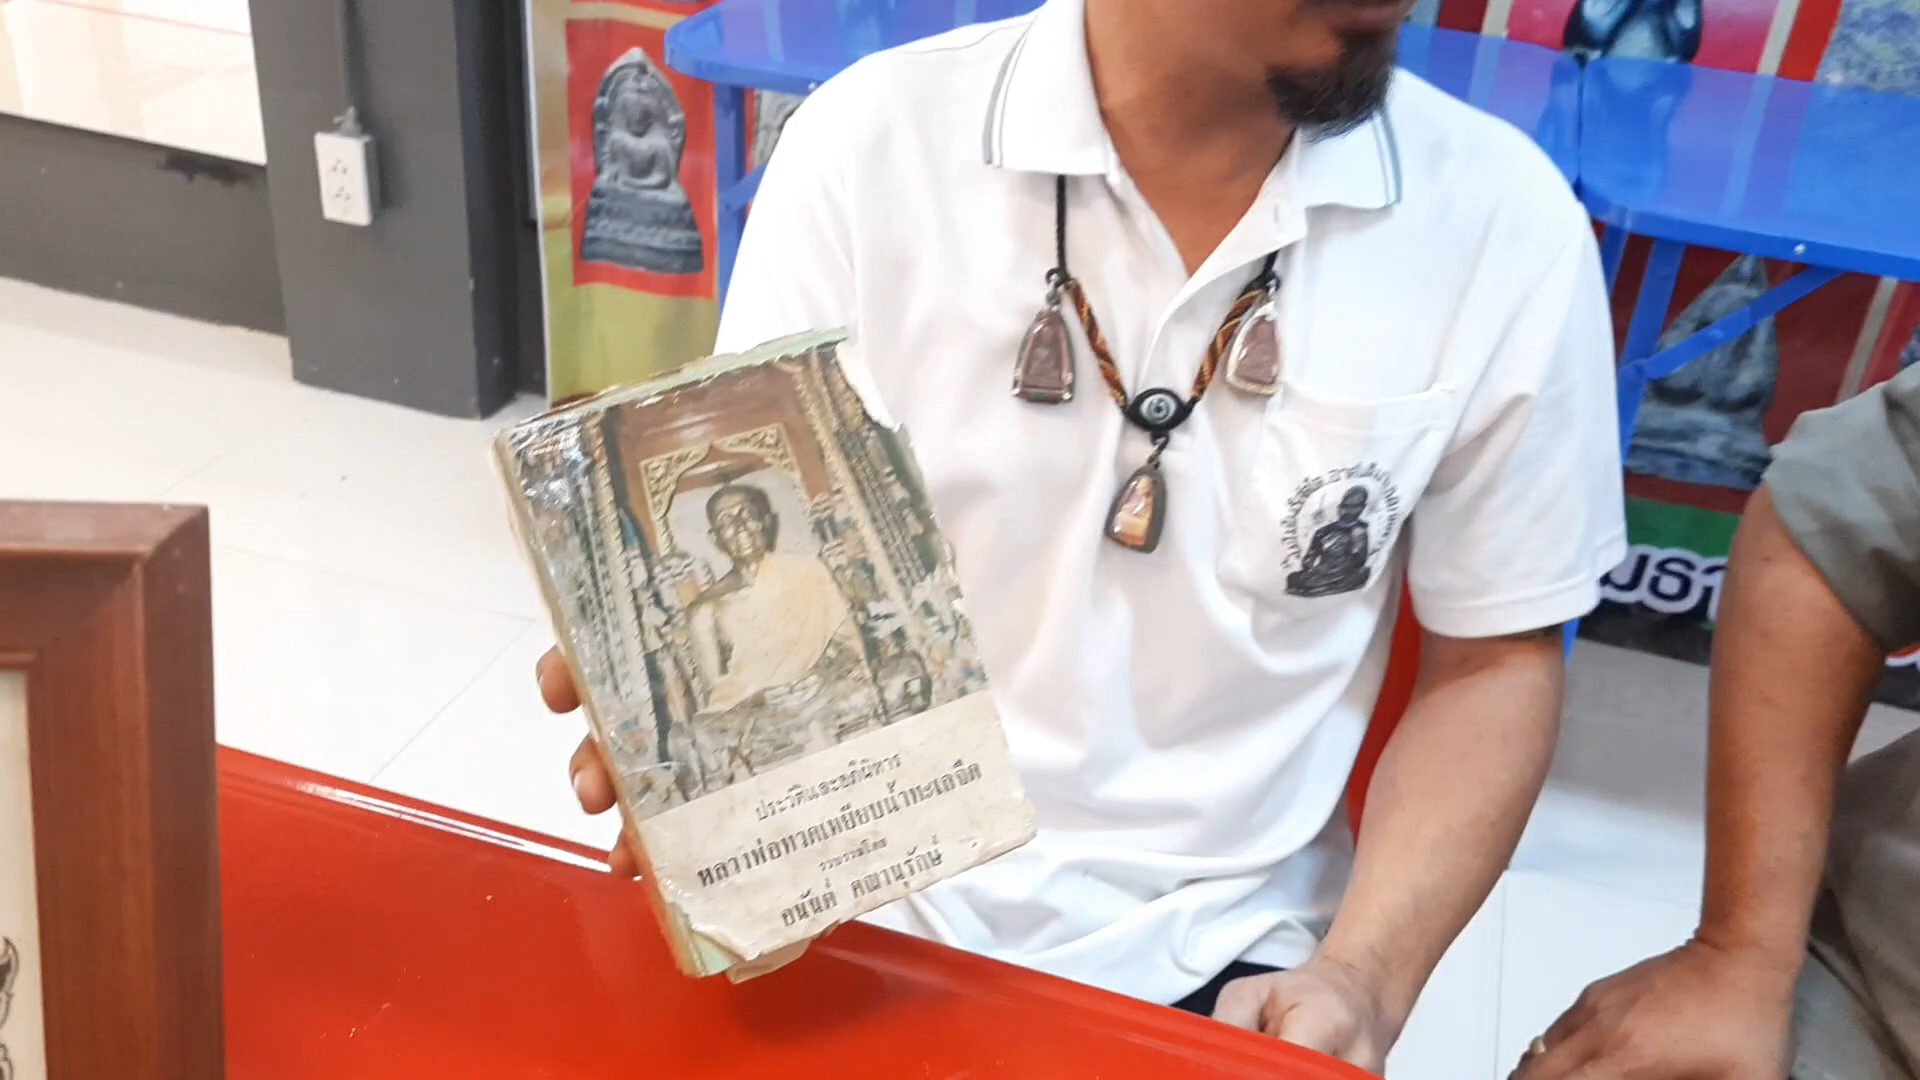 ประวัติและอภินิหาร
หลวงพ่อทวดเหยียบน้ำทะเลจืด
รวบรวมโดย
อนันต์ คณานุรักษ์